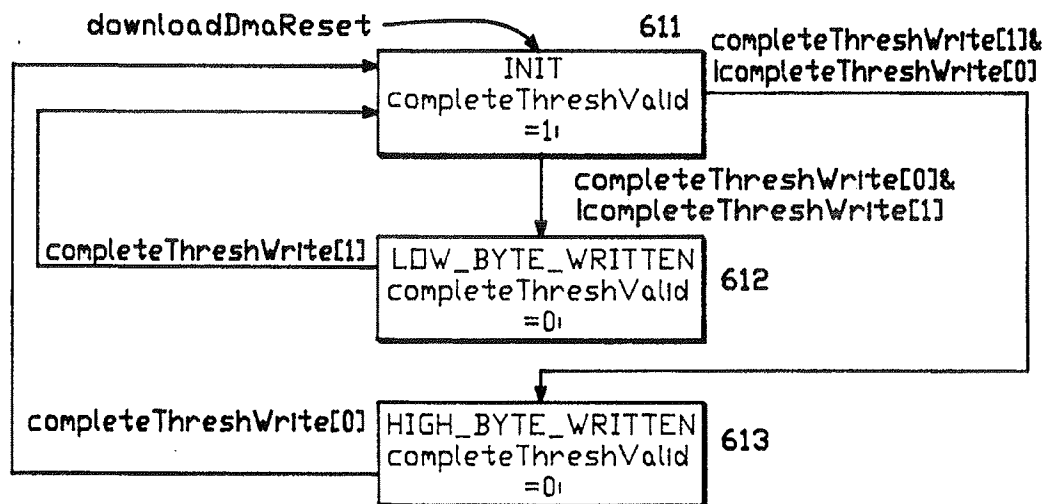 downloadDmaReset
611
completeThreshWrite[1]&
!completeThreshWrite[0]
INIT
completeThreshValid
=1;
completeThreshWrite[0]&
!completeThreshWrite[1]
completeThreshWrite[1]
LOW_BYTE_WRITTEN
completeThreshValid
=0;
612
completeThreshWrite[0]
HIGH_BYTE_WRITTEN
completeThreshValid
=0;
613